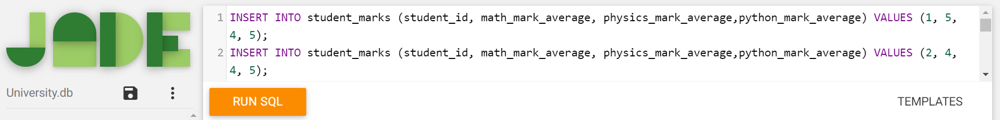 JADE
University.db
1 INSERT INTO student_marks (student_id, math_mark_average, physics_mark_average,python_mark_average) VALUES (1, 5,
4, 5);
2 INSERT INTO student_marks (student_id, math_mark_average, physics_mark_average,python_mark_average) VALUES (2, 4,
4, 5);
RUN SQL
TEMPLATES